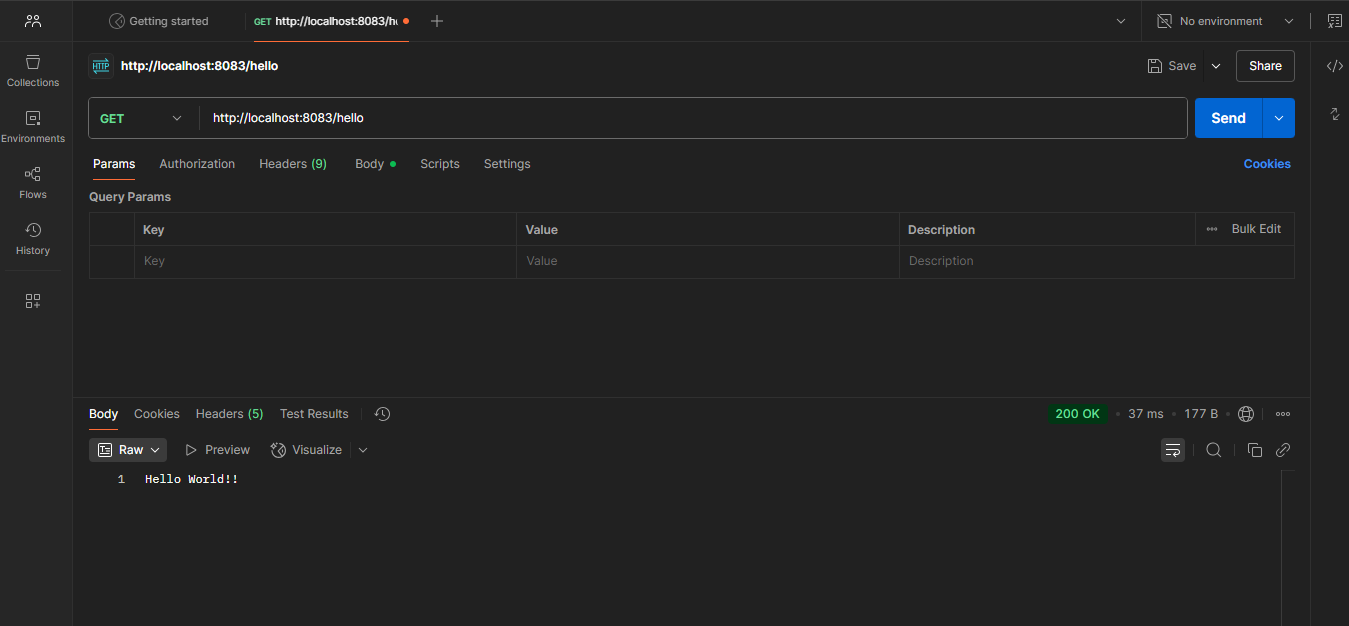 Getting started
GET http://localhost:8083/h
No environment
Collections
Environments
Flows
History
HTTP
http://localhost:8083/hello
Save
Share
GET
http://localhost:8083/hello
Send
Params
Authorization
Headers (9)
Body
Scripts
Settings
Cookies
Query Params
Key
Value
Description
Bulk Edit
Key
Value
Description
Body
Cookies
Headers (5)
Test Results
200 OK
37 ms
177 B
Raw
Preview
Visualize
1
Hello World!!